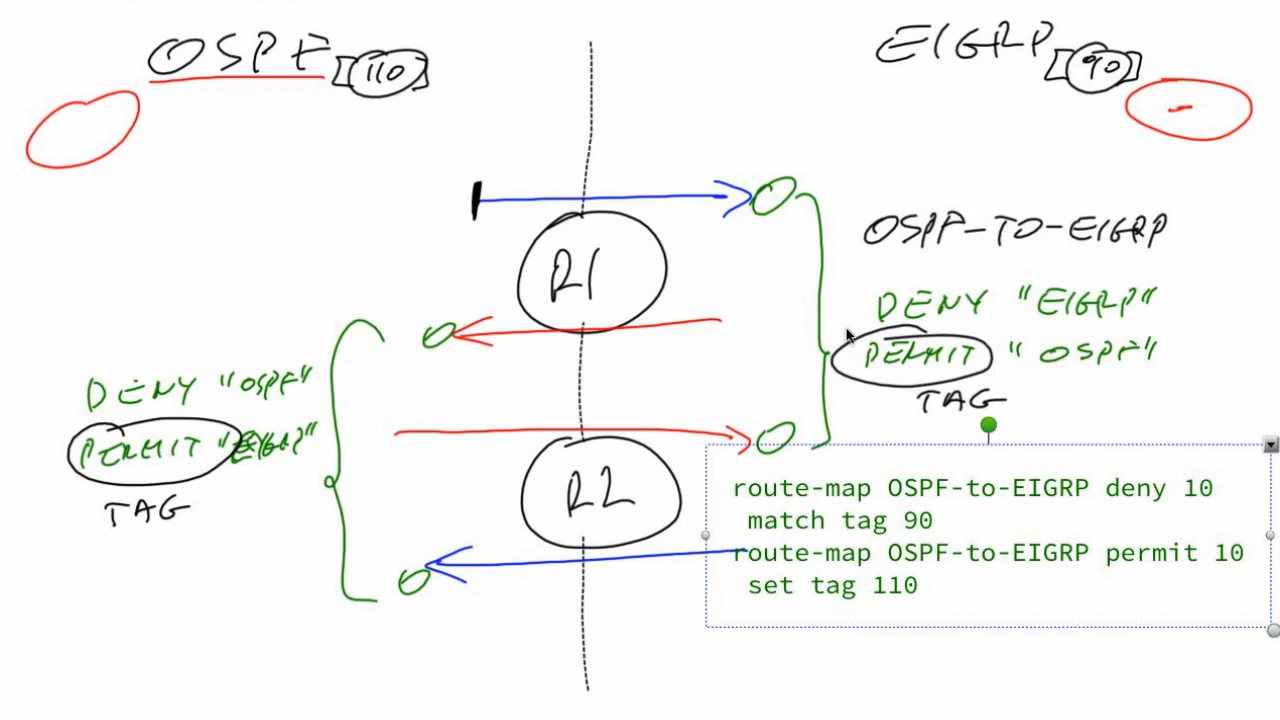 OSPF [110]
EIGRP [90]
OSPF-TO-EIGRP
DENY "EIGRP"
PERMIT "OSPF"
TAG
R1
DENY "OSPF"
PERMIT "EIGRP"
TAG
R2
route-map OSPF-to-EIGRP deny 10
match tag 90
route-map OSPF-to-EIGRP permit 10
set tag 110